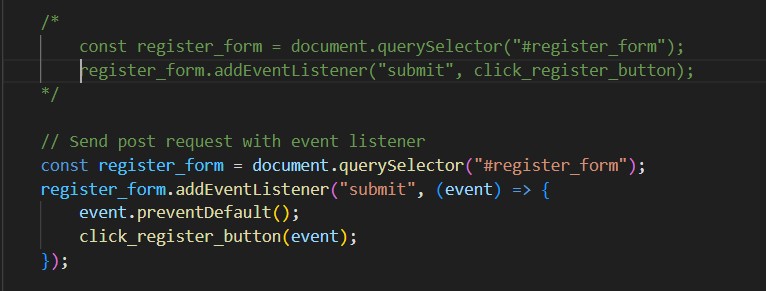 /*
    const register_form = document.querySelector("#register_form");
    register_form.addEventListener("submit", click_register_button);
*/

// Send post request with event listener
const register_form = document.querySelector("#register_form");
register_form.addEventListener("submit", (event) => {
    event.preventDefault();
    click_register_button(event);
});